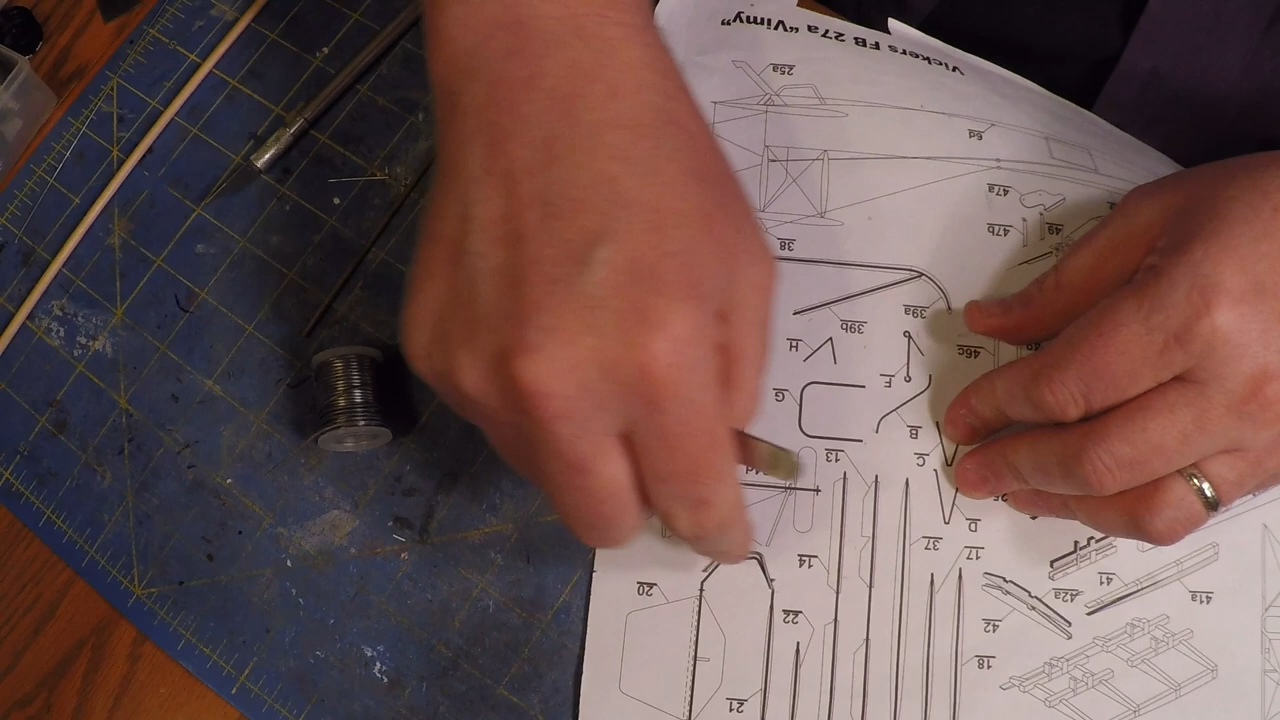 Vickers FB 27a “Vimy”
25a
6d
47a
47b
49
38
39a
39b
H
F
46c
G
B
C
13
D
14
37
17
20
22
42
42a
41
41a
18
21